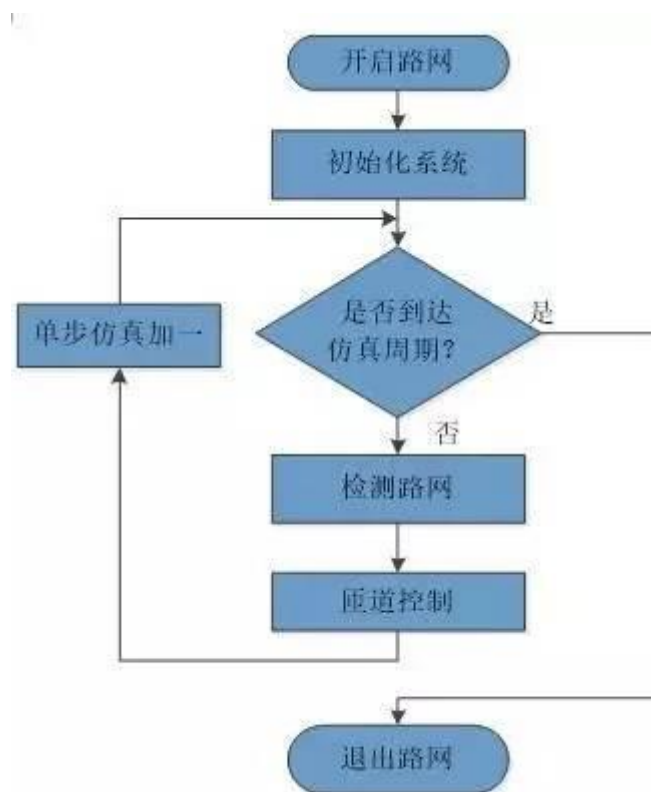 开启路网
初始化系统
单步仿真加一
是否到达
仿真周期？
是
否
检测路网
匝道控制
退出路网